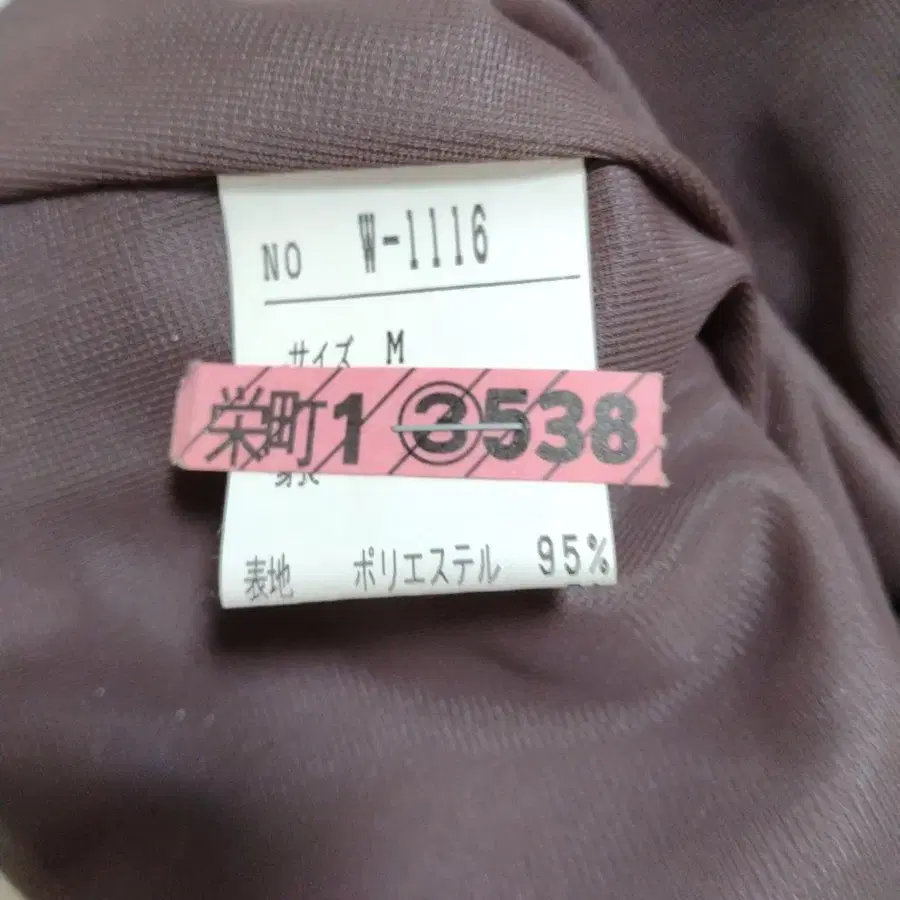 NO W-1116
サイズ M
栄町1 ③538
表地 ポリエステル 95%